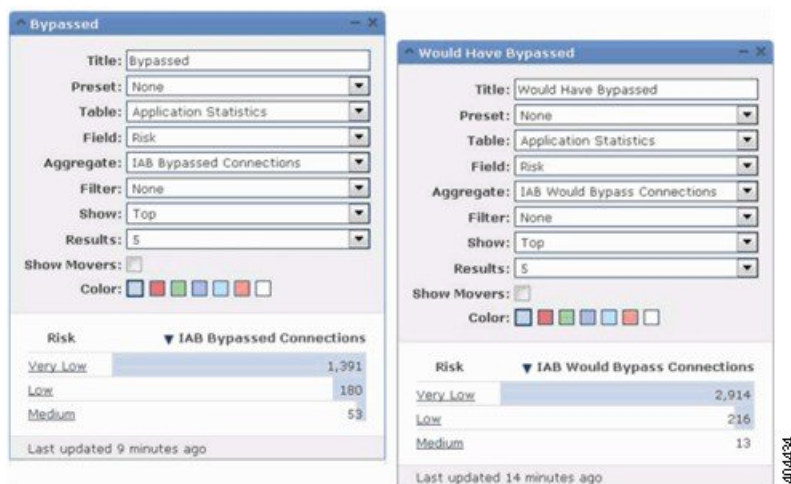 Bypassed
Title: Bypassed
Preset: None
Table: Application Statistics
Field: Risk
Aggregate: IAB Bypassed Connections
Filter: None
Show: Top
Results: 5
Show Movers:
Color:
Risk IAB Bypassed Connections
Very Low 1,391
Low 180
Medium 53
Last updated 9 minutes ago
Would Have Bypassed
Title: Would Have Bypassed
Preset: None
Table: Application Statistics
Field: Risk
Aggregate: IAB Would Bypass Connections
Filter: None
Show: Top
Results: 5
Show Movers:
Color:
Risk IAB Would Bypass Connections
Very Low 2,914
Low 216
Medium 13
Last updated 14 minutes ago
404434